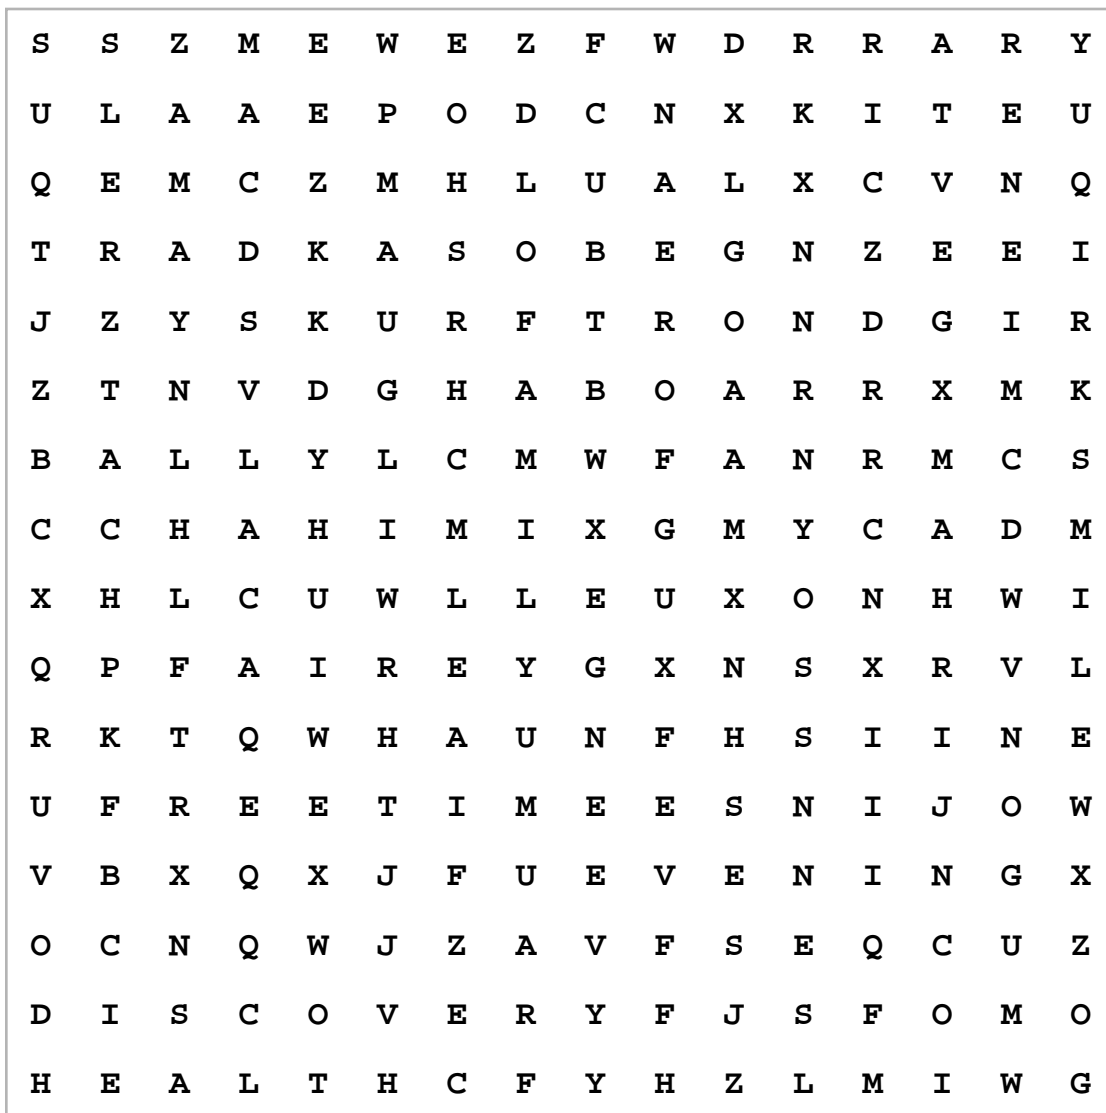 S S Z M E W E Z F W D R R A R Y
U L A A E P O D C N X K I T E U
Q E M C Z M H L U A L X C V N Q
T R A D K A S O B E G N Z E E I
J Z Y S K U R F T R O N D G I R
Z T N V D G H A B O A R R X M K
B A L L Y L C M W F A N R M C S
C C H A H I M I X G M Y C A D M
X H L C U W L L E U X O N H W I
Q P F A I R E Y G X N S X R V L
R K T Q W H A U N F H S I I N E
U F R E E T I M E E S N I J O W
V B X Q X J F U E V E N I N G X
O C N Q W J Z A V F S E Q C U Z
D I S C O V E R Y F J S F O M O
H E A L T H C F Y H Z L M I W G